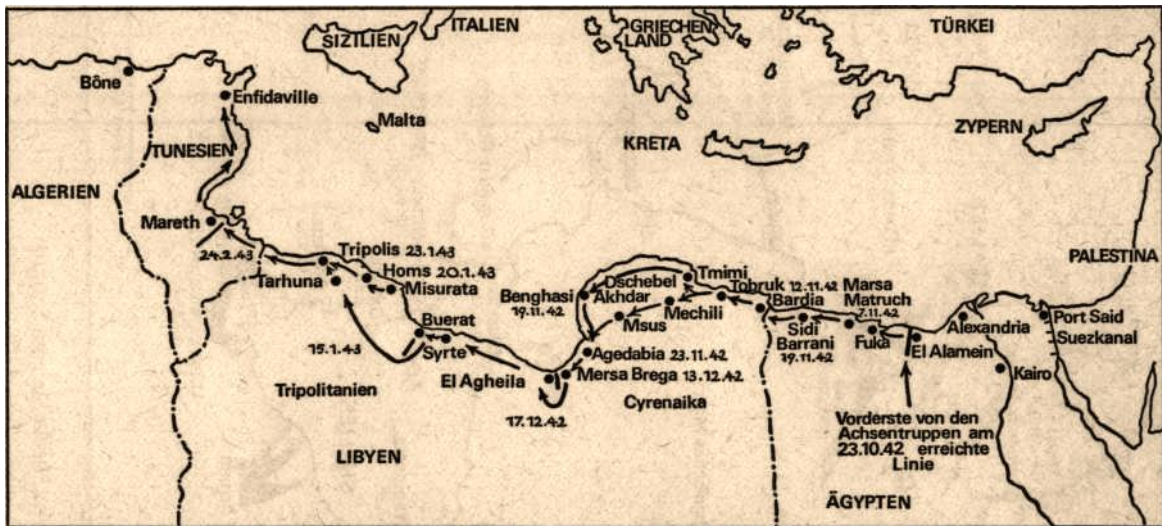 ITALIEN
SIZILIEN
GRIECHEN
LAND
TÜRKEI
Bône
Enfidaville
Malta
KRETA
ZYPERN
TUNESIEN
ALGERIEN
Mareth
24.2.43
Tripolis 23.1.43
Tarhuna
Homs 20.1.43
Misurata
Buerat
15.1.43
Syrte
Tripolitanien
El Agheila
17.12.42
LIBYEN
Benghasi
19.11.42
Dschebel
Akhdar
Tmimi
Msus
Mechili
Agedabia 23.11.42
Mersa Brega 13.12.42
Cyrenaika
Tobruk 12.11.42
Bardia
Marsa
Matruch
7.11.42
Sidi
Barrani
19.11.42
Fuka
El Alamein
Alexandria
PALESTINA
Port Said
Suezkanal
Kairo
Vorderste von den
Achsentruppen am
23.10.42 erreichte
Linie
ÄGYPTEN